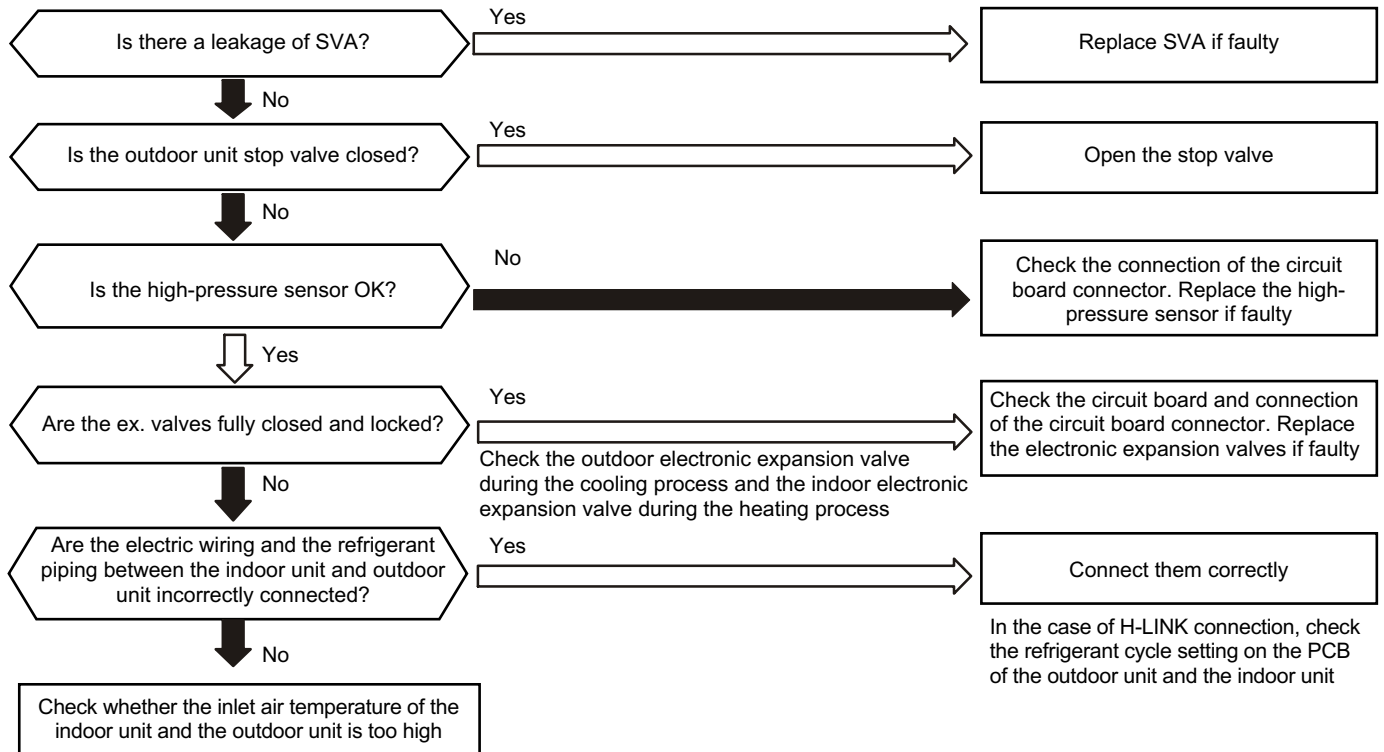 Is there a leakage of SVA?
Yes
Replace SVA if faulty
No
Is the outdoor unit stop valve closed?
Yes
Open the stop valve
No
Is the high-pressure sensor OK?
No
Check the connection of the circuit
board connector. Replace the high-
pressure sensor if faulty
Yes
Are the ex. valves fully closed and locked?
Yes
Check the outdoor electronic expansion valve
during the cooling process and the indoor electronic
expansion valve during the heating process
Check the circuit board and connection
of the circuit board connector. Replace
the electronic expansion valves if faulty
No
Are the electric wiring and the refrigerant
piping between the indoor unit and outdoor
unit incorrectly connected?
Yes
Connect them correctly
In the case of H-LINK connection, check
the refrigerant cycle setting on the PCB
of the outdoor unit and the indoor unit
No
Check whether the inlet air temperature of the
indoor unit and the outdoor unit is too high